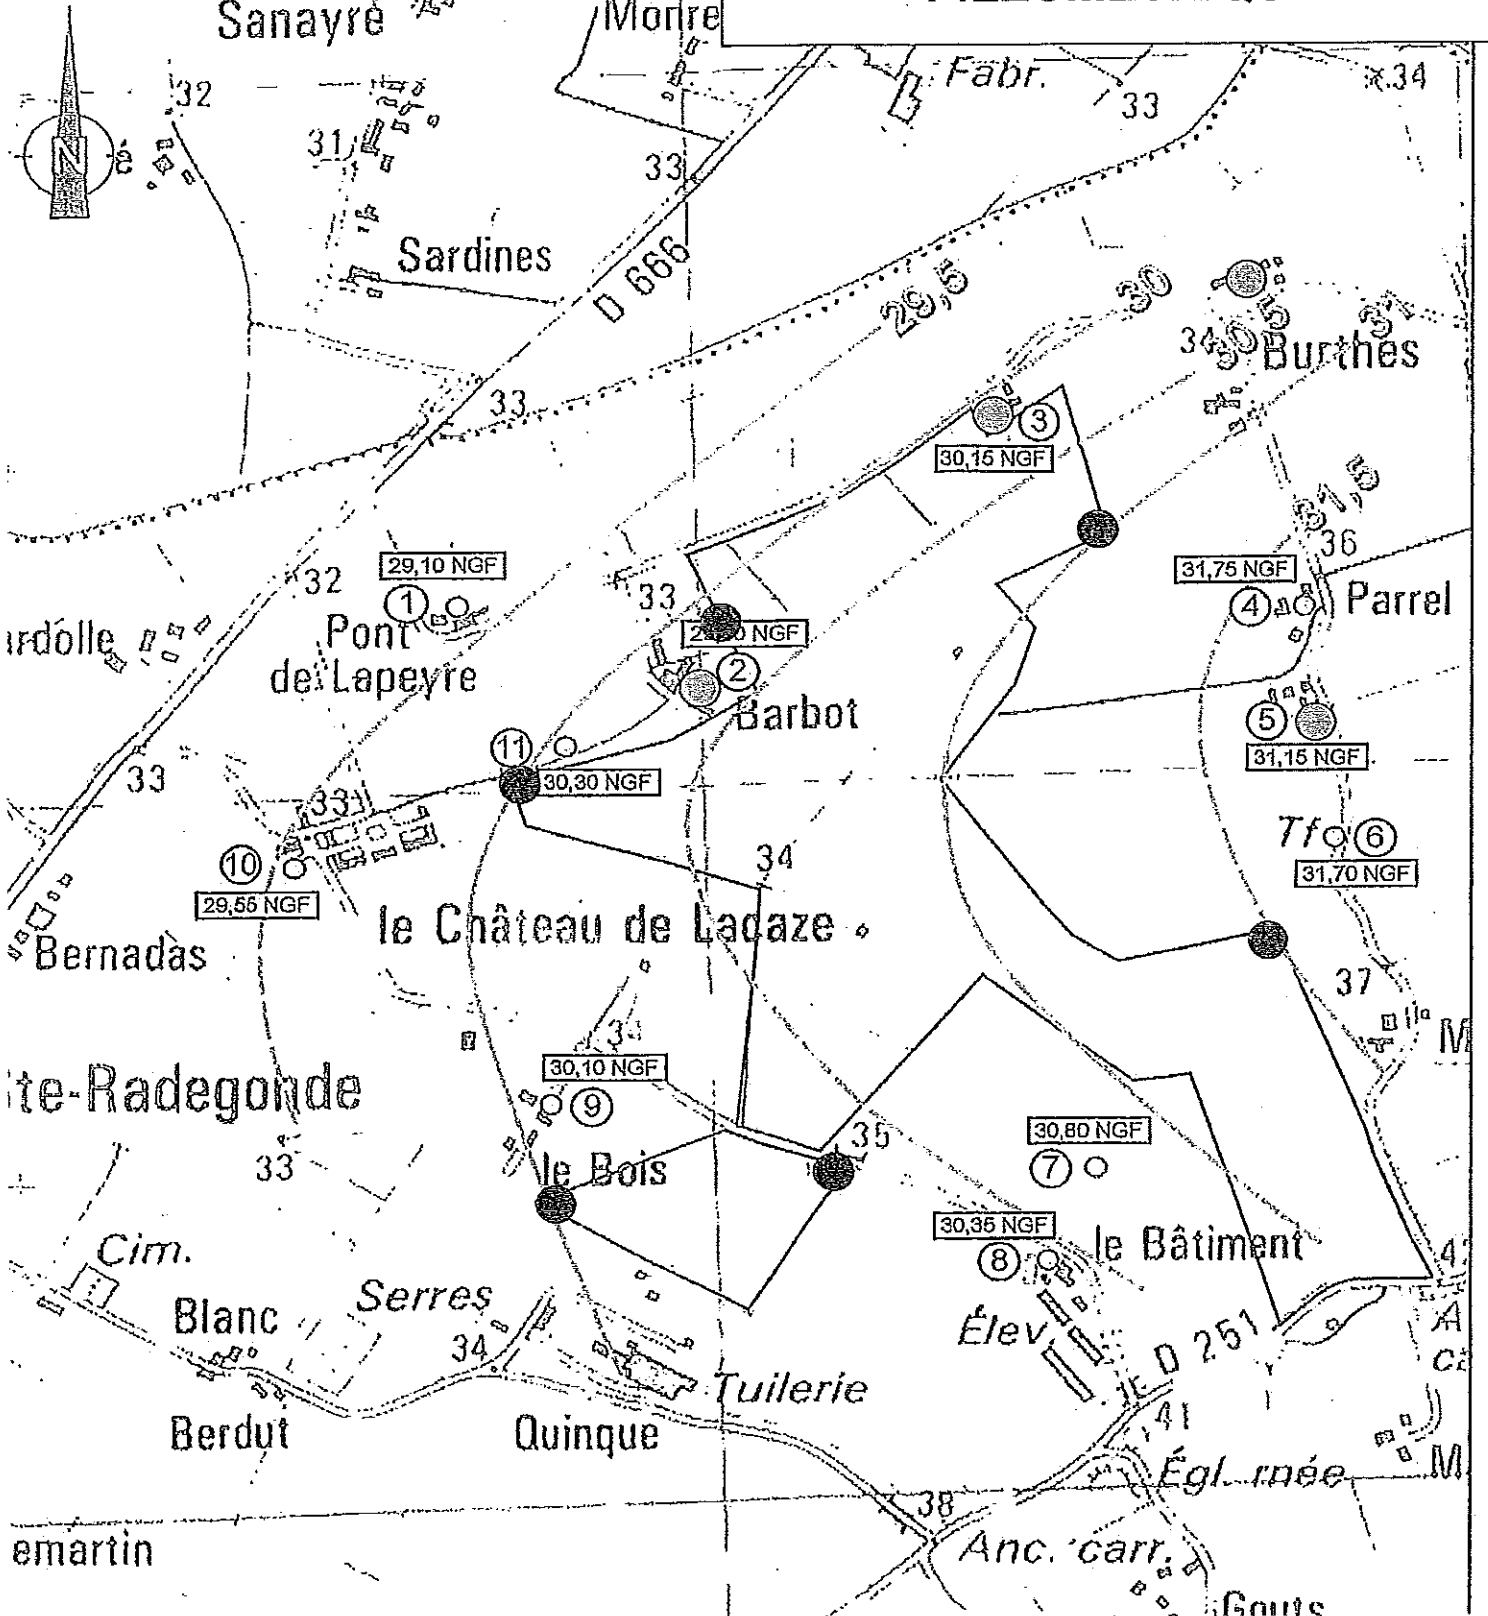 Sanayre
Fabr.
32
34
33
31
N
é
33
Sardines
D 666
29,5
30
31
34
30,5
Burthes
33
3
30,15 NGF
31,5
36
29,10 NGF
32
31,75 NGF
1
33
4
Parrel
Pont
de Lapeyre
NGF
2
Barbot
5
11
31,15 NGF
33
30,30 NGF
33
Tf
6
10
34
31,70 NGF
29,55 NGF
le Château de Ladaze
Bernadas
37
30,10 NGF
M
te-Radegonde
9
30,80 NGF
35
33
7
le Bois
30,35 NGF
Cim.
8
le Bâtiment
Serres
Blanc
Élev.
34
D 251
Tuilerie
41
Berdut
Quinque
Égl. rnée
M
38
emartin
Anc. carr.
Gouts